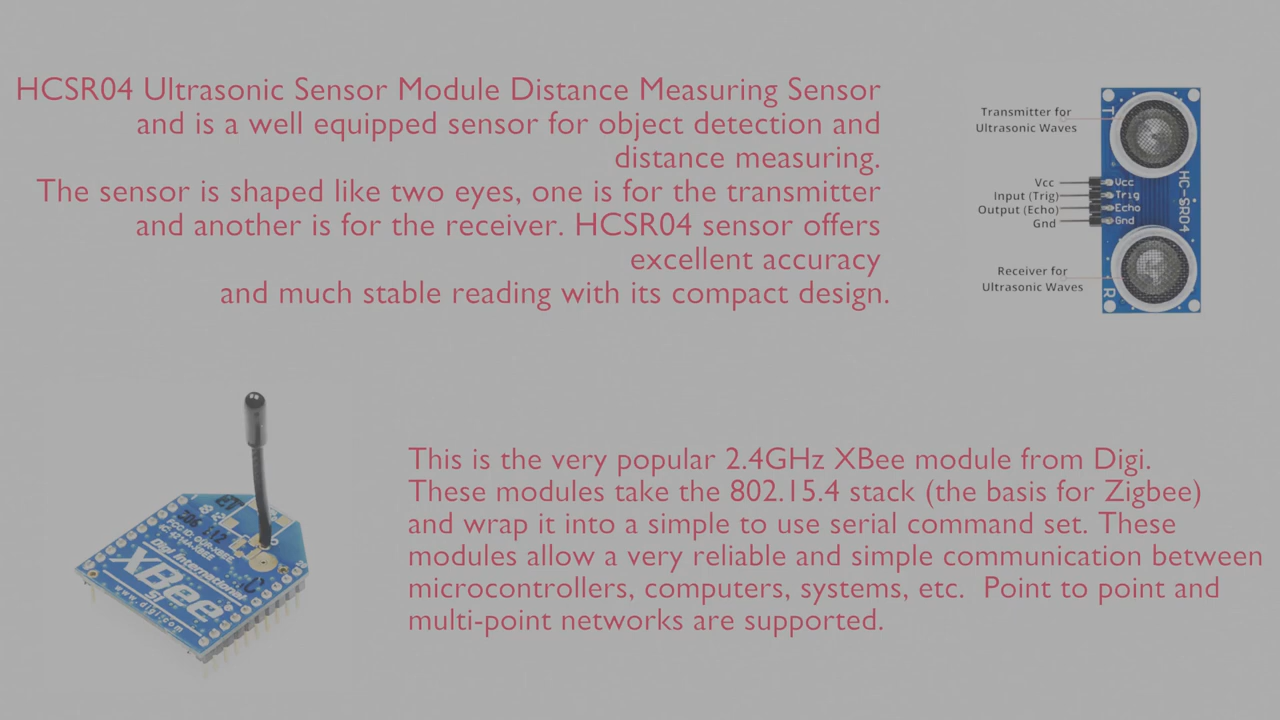 HCSR04 Ultrasonic Sensor Module Distance Measuring Sensor
and is a well equipped sensor for object detection and
distance measuring.
The sensor is shaped like two eyes, one is for the transmitter
and another is for the receiver. HCSR04 sensor offers
excellent accuracy
and much stable reading with its compact design.
Transmitter for
Ultrasonic Waves
Vcc
Input (Trig)
Output (Echo)
Gnd
Receiver for
Ultrasonic Waves
T
Vcc
Trig
Echo
Gnd
HC-SR04
R
This is the very popular 2.4GHz XBee module from Digi.
These modules take the 802.15.4 stack (the basis for Zigbee)
and wrap it into a simple to use serial command set. These
modules allow a very reliable and simple communication between
microcontrollers, computers, systems, etc.  Point to point and
multi-point networks are supported.
Digi International
XBee
www.digi.com